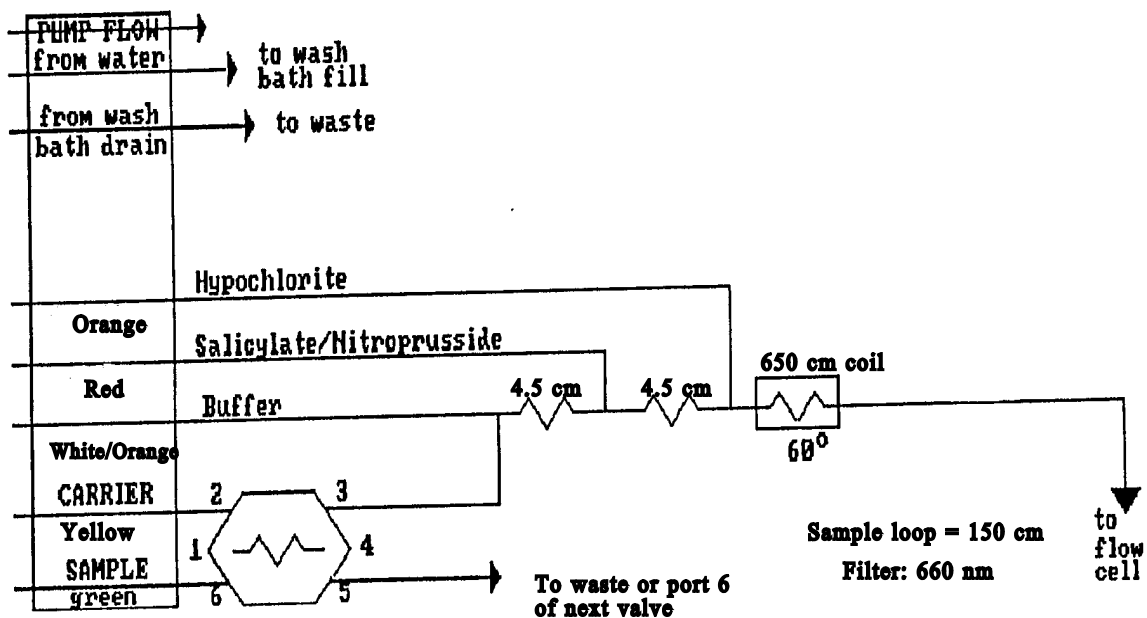 PUMP FLOW
from water
to wash
bath fill
from wash
bath drain
to waste
Hypochlorite
Orange
Salicylate/Nitroprusside
Red
Buffer
4.5 cm
4.5 cm
650 cm coil
60°
White/Orange
CARRIER
Yellow
SAMPLE
green
1
2
3
4
5
6
To waste or port 6
of next valve
Sample loop = 150 cm
Filter: 660 nm
to
flow
cell